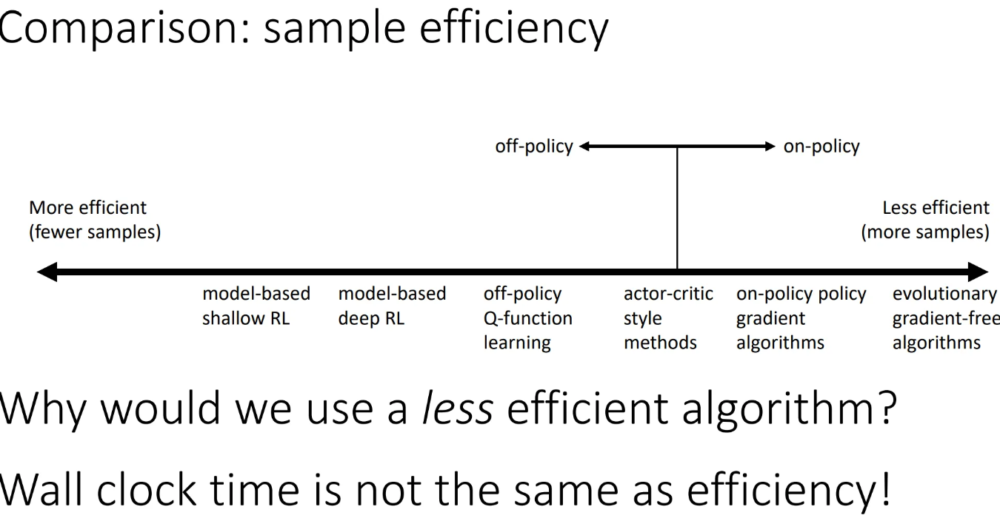 Comparison: sample efficiency
off-policy
on-policy
More efficient
(fewer samples)
Less efficient
(more samples)
model-based
shallow RL
model-based
deep RL
off-policy
Q-function
learning
actor-critic
style
methods
on-policy policy
gradient
algorithms
evolutionary
gradient-free
algorithms
Why would we use a less efficient algorithm?
Wall clock time is not the same as efficiency!